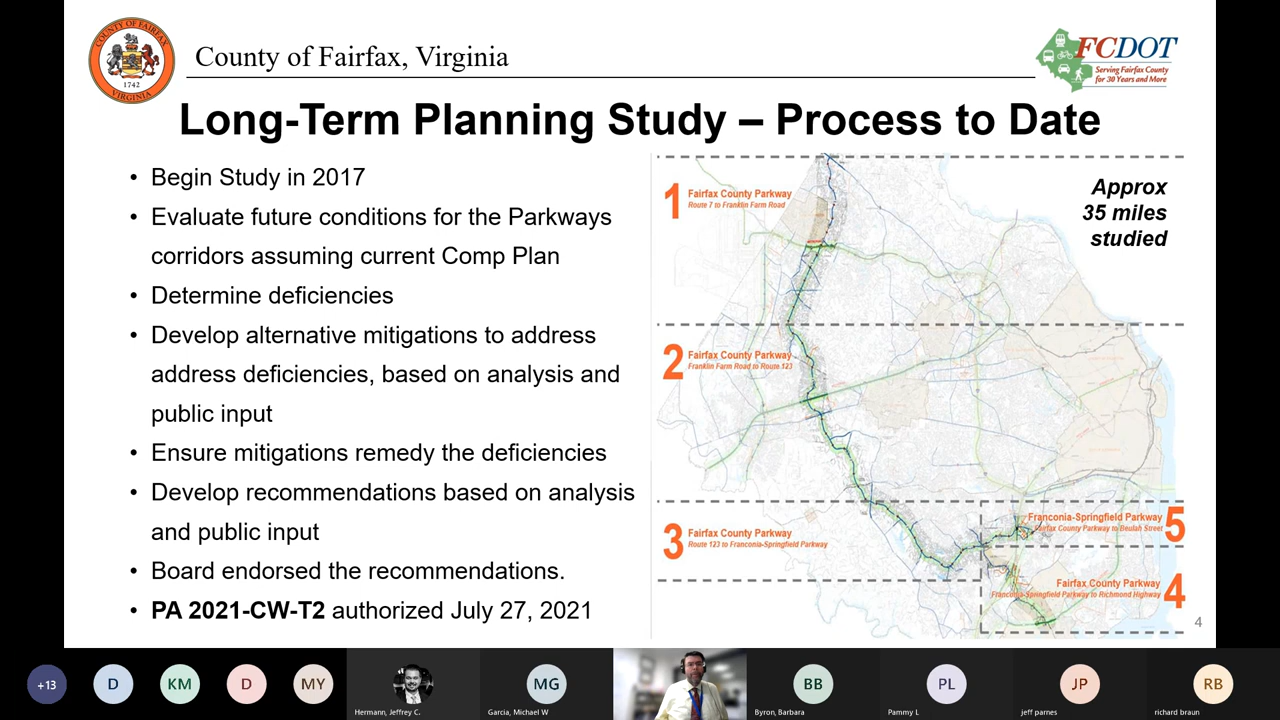 COUNTY OF FAIRFAX
1742
VIRGINIA
County of Fairfax, Virginia
FCDOT
Serving Fairfax County
for 30 Years and More
Long-Term Planning Study – Process to Date
• Begin Study in 2017
• Evaluate future conditions for the Parkways
corridors assuming current Comp Plan
• Determine deficiencies
• Develop alternative mitigations to address
address deficiencies, based on analysis and
public input
• Ensure mitigations remedy the deficiencies
• Develop recommendations based on analysis
and public input
• Board endorsed the recommendations.
• PA 2021-CW-T2 authorized July 27, 2021
Approx
35 miles
studied
1
Fairfax County Parkway
Route 7 to Franklin Farm Road
2
Fairfax County Parkway
Franklin Farm Road to Route 123
3
Fairfax County Parkway
Route 123 to Franconia-Springfield Parkway
Franconia-Springfield Parkway
Fairfax County Parkway to Beulah Street
5
Fairfax County Parkway
Franconia-Springfield Parkway to Richmond Highway
4
4
+13
D
KM
D
MY
Hermann, Jeffrey C.
MG
Garcia, Michael W
BB
Byron, Barbara
PL
Pammy L
JP
jeff parnes
RB
richard braun